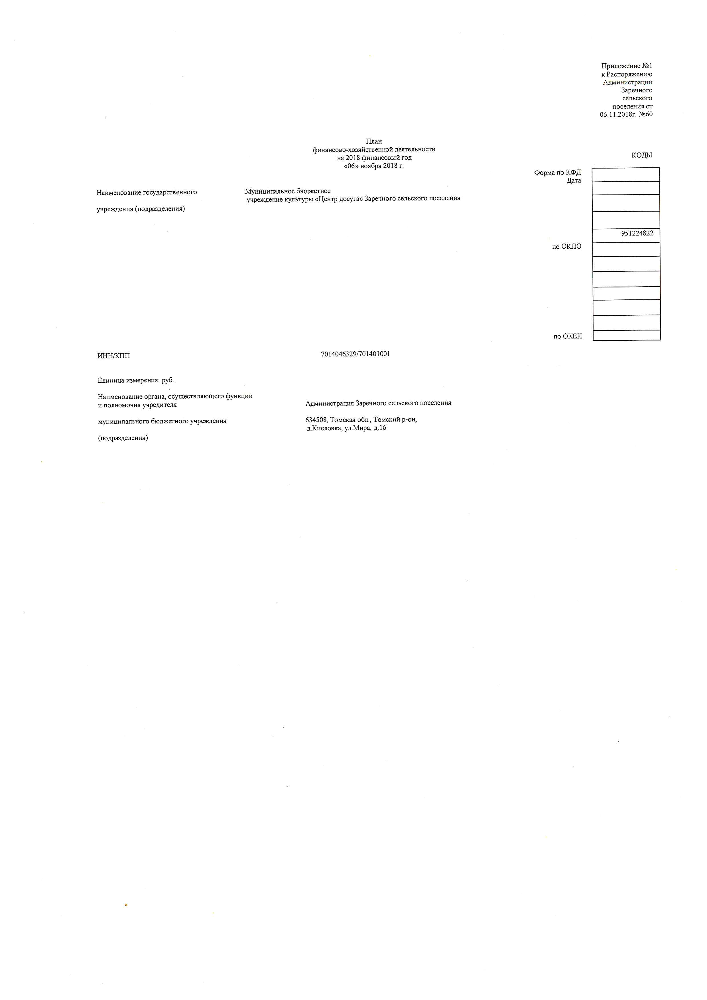 Приложение №1
к Распоряжению
Администрации
Заречного
сельского
поселения от
06.11.2018г. №60
План
финансово-хозяйственной деятельности
на 2018 финансовый год
«06» ноября 2018 г.
КОДЫ
Форма по КФД
Дата
Наименование государственного
учреждения (подразделения)
Муниципальное бюджетное
учреждение культуры «Центр досуга» Заречного сельского поселения
951224822
по ОКПО
по ОКЕИ
ИНН/КПП
7014046329/701401001
Единица измерения: руб.
Наименование органа, осуществляющего функции
и полномочия учредителя
муниципального бюджетного учреждения
(подразделения)
Администрация Заречного сельского поселения
634508, Томская обл., Томский р-он,
д.Кисловка, ул.Мира, д.16